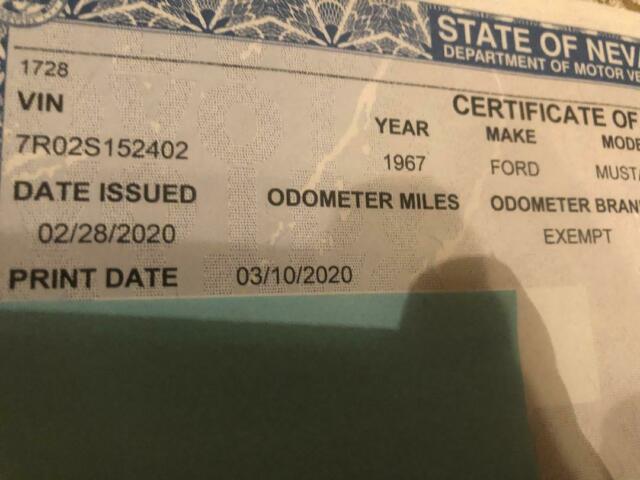 STATE OF NEVA
DEPARTMENT OF MOTOR VE
1728
CERTIFICATE OF
VIN YEAR MAKE MODE
7R02S152402 1967 FORD MUSTA
DATE ISSUED ODOMETER MILES ODOMETER BRAN
02/28/2020 EXEMPT
PRINT DATE 03/10/2020